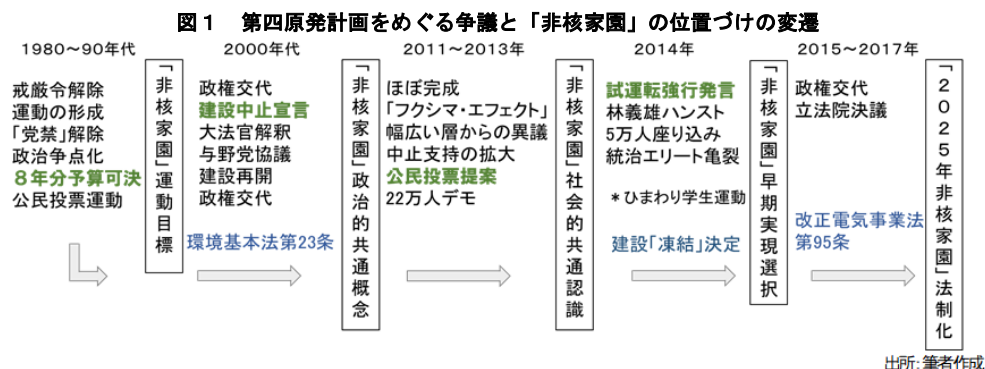 図1 第四原発計画をめぐる争議と「非核家園」の位置づけの変遷
1980～90年代
戒厳令解除
運動の形成
「党禁」解除
政治争点化
８年分予算可決
公民投票運動
「非核家園」運動目標
2000年代
政権交代
建設中止宣言
大法官解釈
与野党協議
建設再開
政権交代
環境基本法第23条
「非核家園」政治的共通概念
2011～2013年
ほぼ完成
「フクシマ・エフェクト」
幅広い層からの異議
中止支持の拡大
公民投票提案
22万人デモ
「非核家園」社会的共通認識
2014年
試運転強行発言
林義雄ハンスト
5万人座り込み
統治エリート亀裂
＊ひまわり学生運動
建設「凍結」決定
「非核家園」早期実現選択
2015～2017年
政権交代
立法院決議
改正電気事業法
第95条
「２０２５年非核家園」法制化
出所：筆者作成